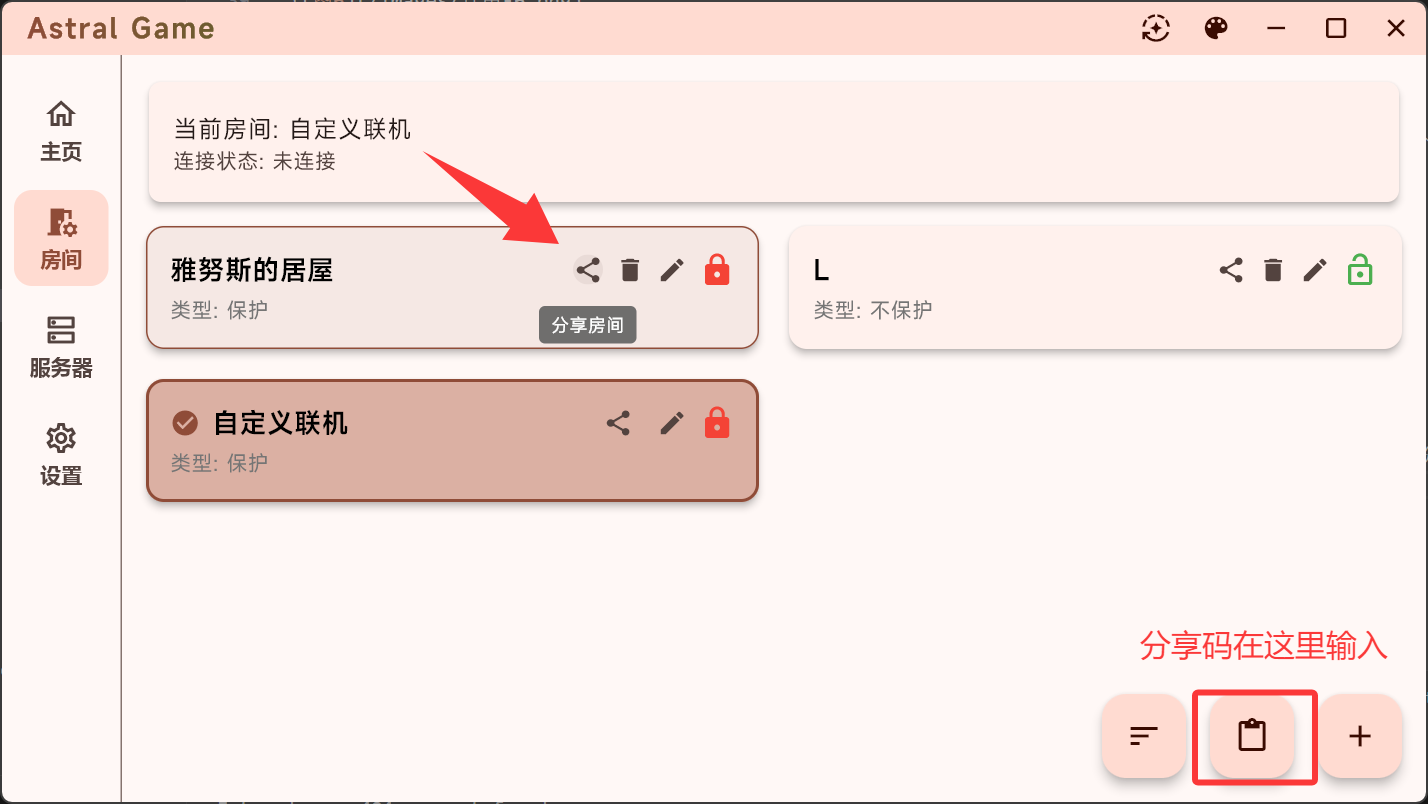 Astral Game
主页
房间
服务器
设置
当前房间: 自定义联机
连接状态: 未连接
雅努斯的居屋
类型: 保护
分享房间
L
类型: 不保护
自定义联机
类型: 保护
分享码在这里输入